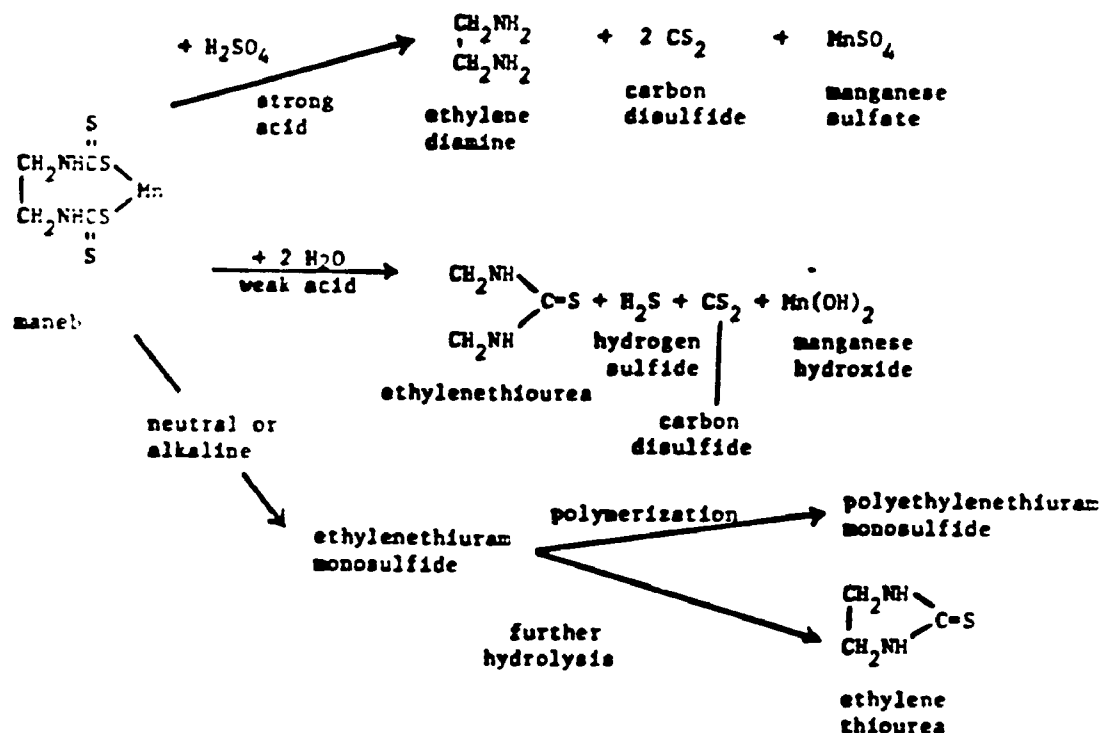 + H2SO4
strong
acid
CH2NH2
CH2NH2
ethylene
diamine
+ 2 CS2
carbon
disulfide
+ MnSO4
manganese
sulfate
S
"
CH2NHCS
Mn
CH2NHCS
"
S
maneb
+ 2 H2O
weak acid
CH2NH
C=S + H2S + CS2 + Mn(OH)2
CH2NH
ethylenethiourea
hydrogen
sulfide
carbon
disulfide
manganese
hydroxide
neutral or
alkaline
ethylenethiuram
monosulfide
polymerization
polyethylenethiuram
monosulfide
further
hydrolysis
CH2NH
C=S
CH2NH
ethylene
thiourea